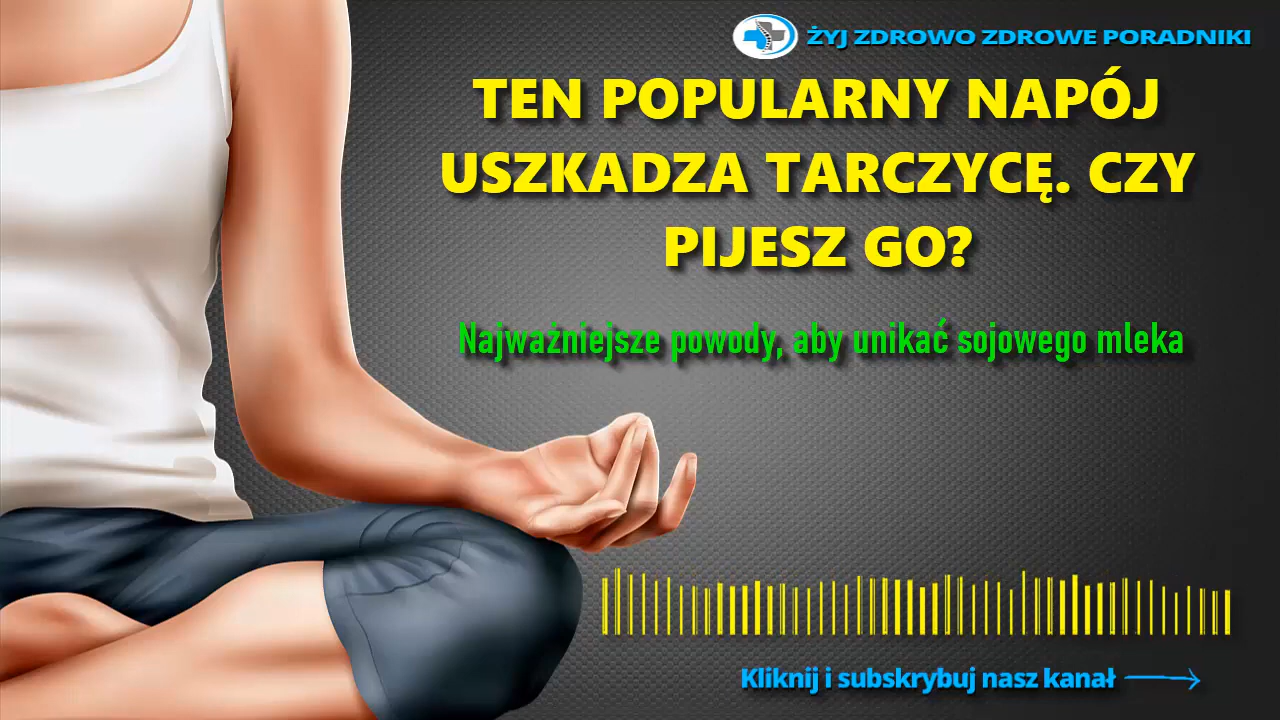 ŻYJ ZDROWO ZDROWE PORADNIKI
TEN POPULARNY NAPÓJ
USZKADZA TARCZYCĘ. CZY
PIJESZ GO?
Najważniejsze powody, aby unikać sojowego mleka
Kliknij i subskrybuj nasz kanał